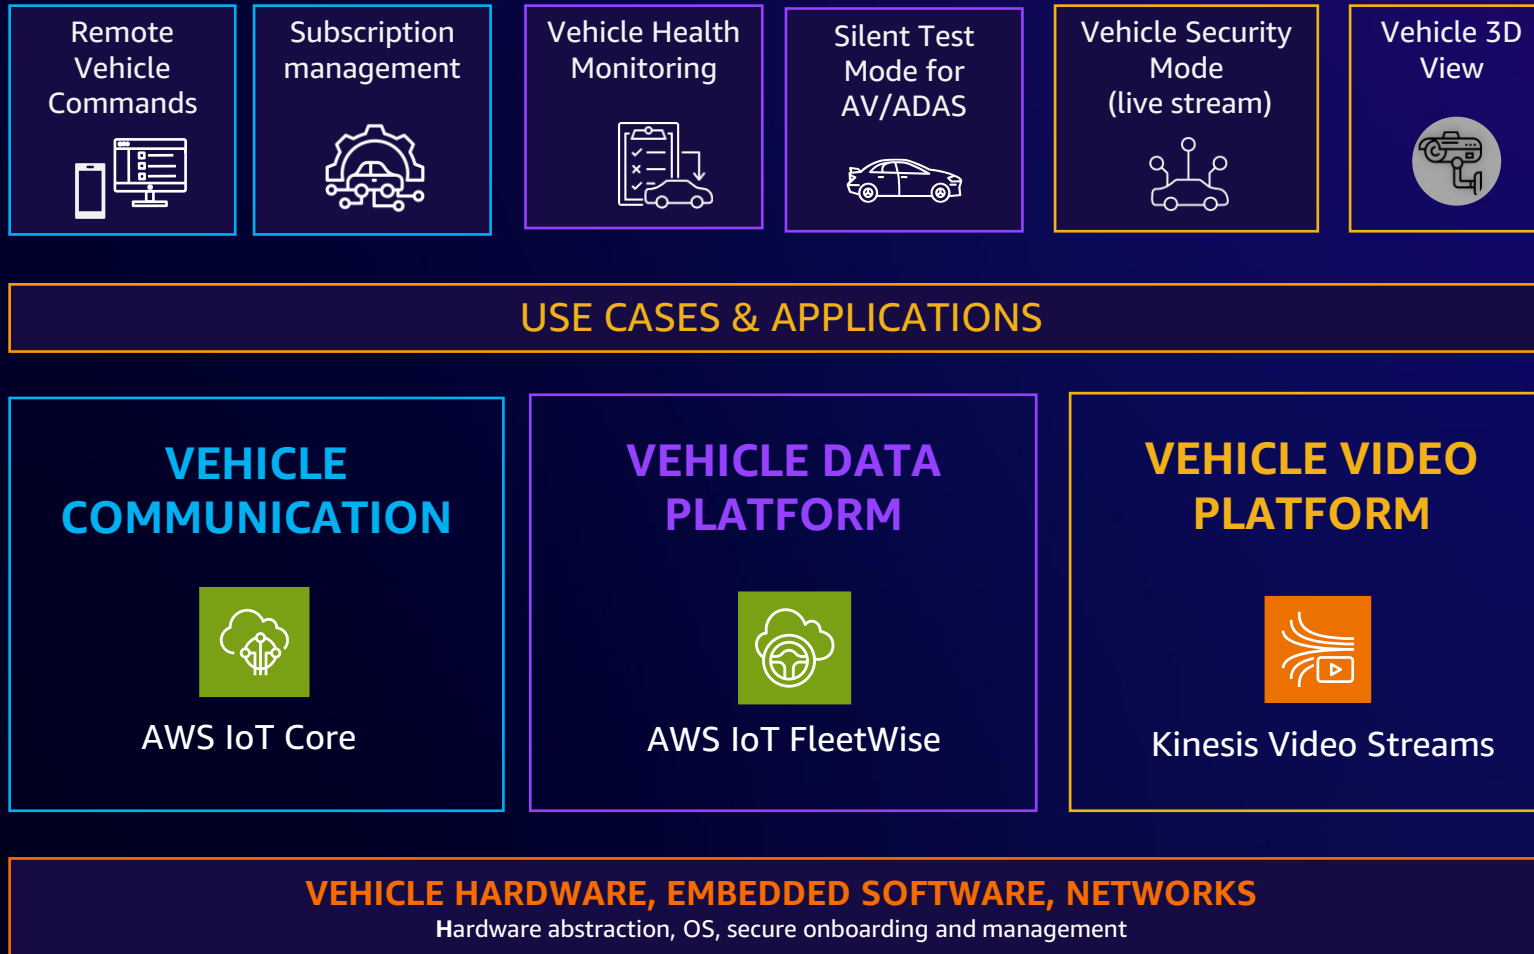 Remote
Vehicle
Commands
Subscription
management
Vehicle Health
Monitoring
Silent Test
Mode for
AV/ADAS
Vehicle Security
Mode
(live stream)
Vehicle 3D
View
USE CASES & APPLICATIONS
VEHICLE
COMMUNICATION
AWS IoT Core
VEHICLE DATA
PLATFORM
AWS IoT FleetWise
VEHICLE VIDEO
PLATFORM
Kinesis Video Streams
VEHICLE HARDWARE, EMBEDDED SOFTWARE, NETWORKS
Hardware abstraction, OS, secure onboarding and management